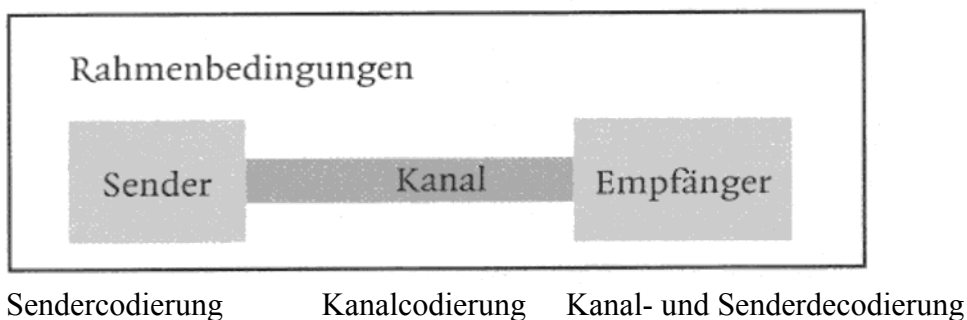 Rahmenbedingungen
Sender Kanal Empfänger
Sendercodierung Kanalcodierung Kanal- und Senderdecodierung